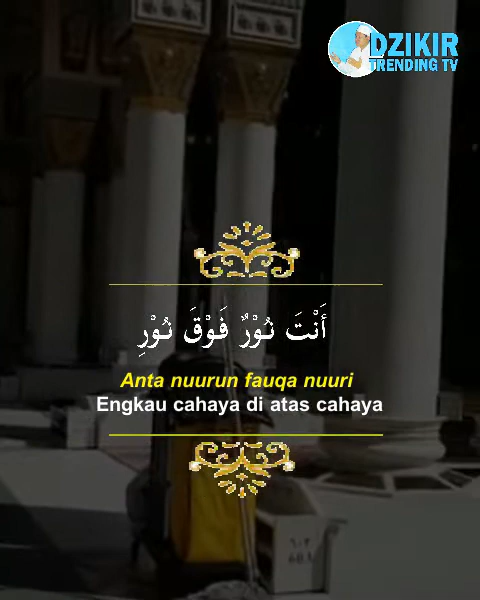 DZIKIR
TRENDING TV
أَنْتَ نُوْرٌ فَوْقَ نُوْرِ
Anta nuurun fauqa nuuri
Engkau cahaya di atas cahaya